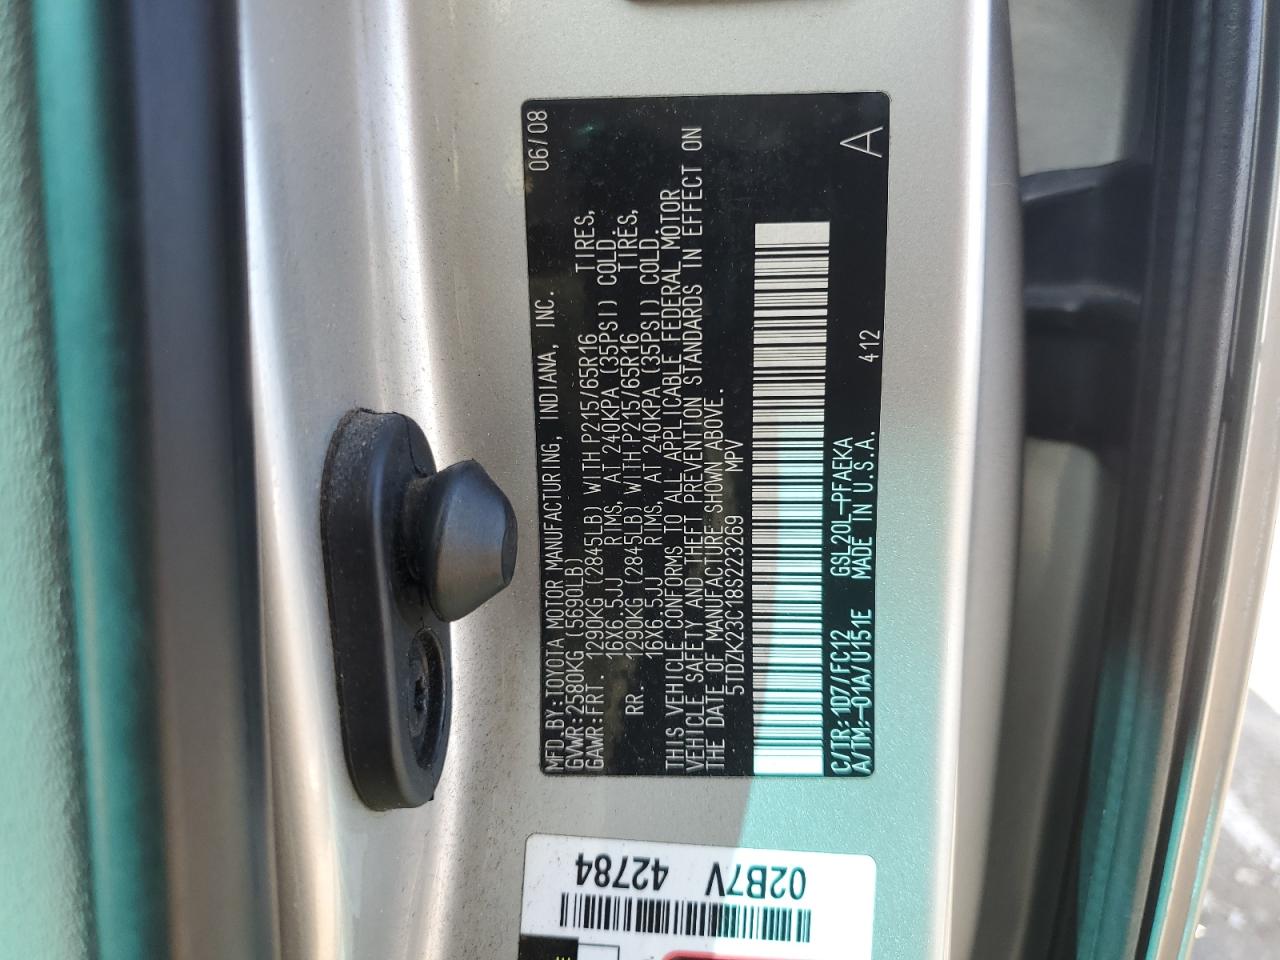 MFD.BY:TOYOTA MOTOR MANUFACTURING, INDIANA, INC. 06/08
GVWR:2580KG (5690LB)
GAWR:FRT. 1290KG (2845LB) WITH P215/65R16 TIRES,
16X6.5JJ RIMS, AT 240KPA (35PSI) COLD.
RR. 1290KG (2845LB) WITH P215/65R16 TIRES,
16X6.5JJ RIMS, AT 240KPA (35PSI) COLD.
THIS VEHICLE CONFORMS TO ALL APPLICABLE FEDERAL MOTOR
VEHICLE SAFETY AND THEFT PREVENTION STANDARDS IN EFFECT ON
THE DATE OF MANUFACTURE SHOWN ABOVE.
5TDZK23C18S223269 MPV
C/TR:1D7/FC12 GSL20L-PFAEKA 412 A
A/TM:-01A/U151E MADE IN U.S.A.
02B7V
42784